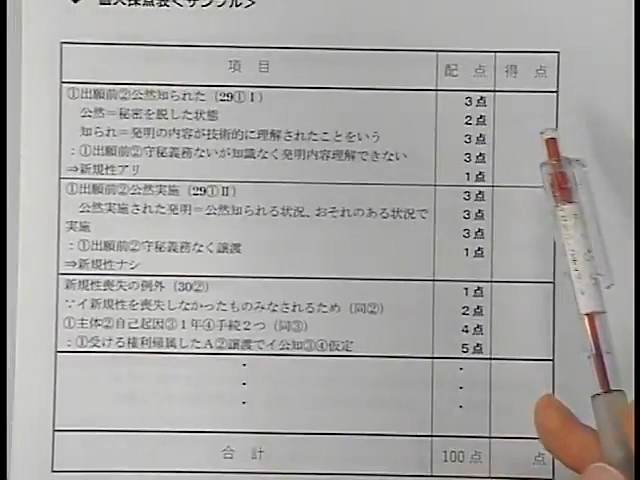 個人採点表＜サンプル＞
項 目 配 点 得 点
①出願前②公然知られた（29①Ⅰ） 3点
公然＝秘密を脱した状態 2点
知られ＝発明の内容が技術的に理解されたことをいう 3点
：①出願前②守秘義務ないが知識なく発明内容理解できない 3点
⇒新規性アリ 1点
①出願前②公然実施（29①Ⅱ） 3点
公然実施された発明＝公然知られる状況、おそれのある状況で 3点
実施 3点
：①出願前②守秘義務なく譲渡 1点
⇒新規性ナシ
新規性喪失の例外（30②） 1点
∵イ新規性を喪失しなかったものみなされるため（同②） 2点
①主体②自己起因③1年④手続2つ（同③） 4点
：①受ける権利帰属したA②譲渡でイ公知③④仮定 5点
合 計 100点 点